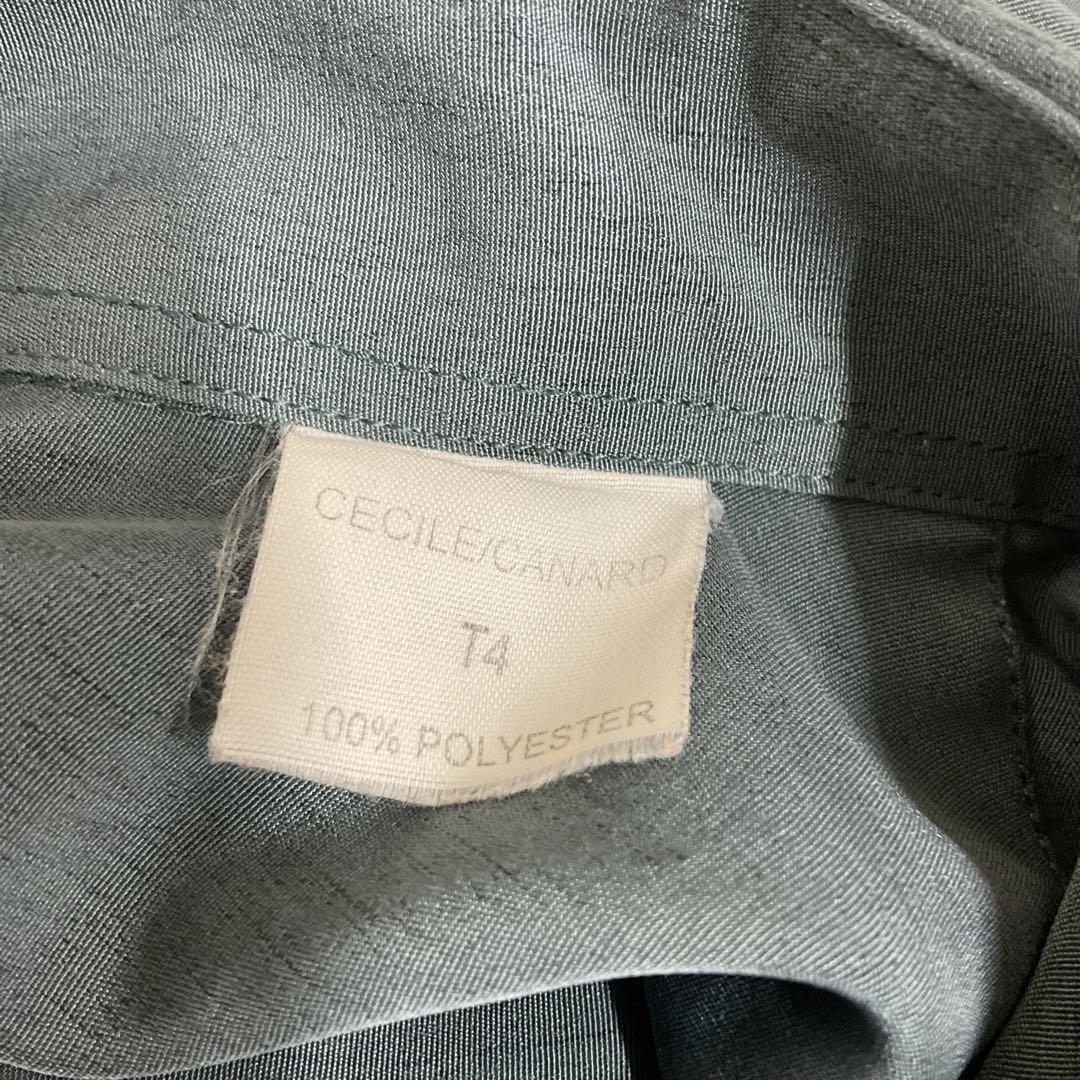 CECILE/CANARD
T4
100% POLYESTER